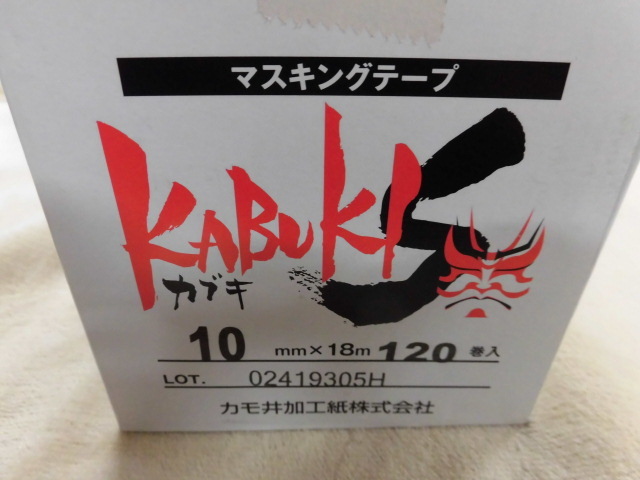 マスキングテープ
KABUKI S
カブキ
10 mm×18m 120 巻入
LOT. 02419305H
カモ井加工紙株式会社